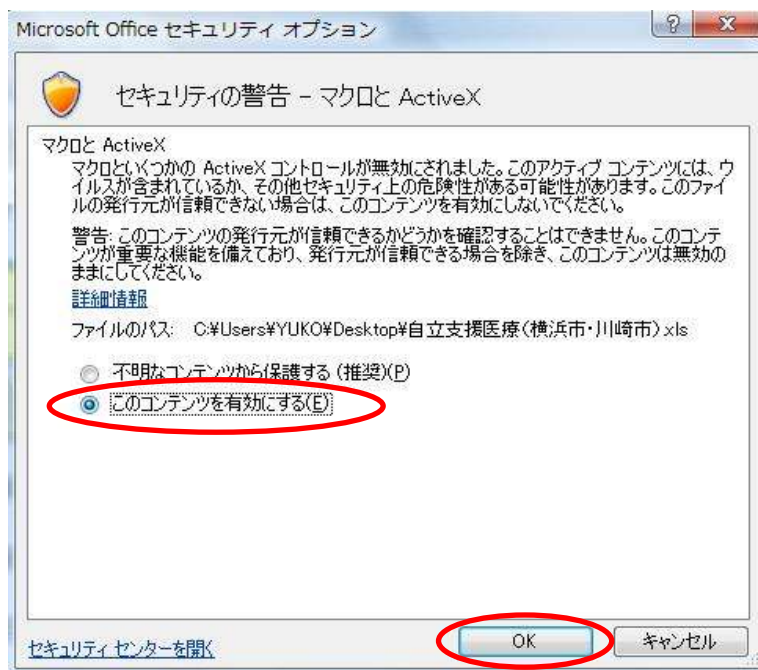 Microsoft Office セキュリティ オプション
セキュリティの警告 - マクロと ActiveX
マクロと ActiveX
マクロといくつかの ActiveX コントロールが無効にされました。このアクティブ コンテンツには、ウ
イルスが含まれているか、その他セキュリティ上の危険性がある可能性があります。このファイ
ルの発行元が信頼できない場合は、このコンテンツを有効にしないでください。
警告: このコンテンツの発行元が信頼できるかどうかを確認することはできません。このコンテ
ンツが重要な機能を備えており、発行元が信頼できる場合を除き、このコンテンツは無効の
ままにしてください。
詳細情報
ファイルのパス: C:¥Users¥YUKO¥Desktop¥自立支援医療(横浜市・川崎市).xls
不明なコンテンツから保護する (推奨)(P)
このコンテンツを有効にする(E)
セキュリティ センターを開く
OK
キャンセル